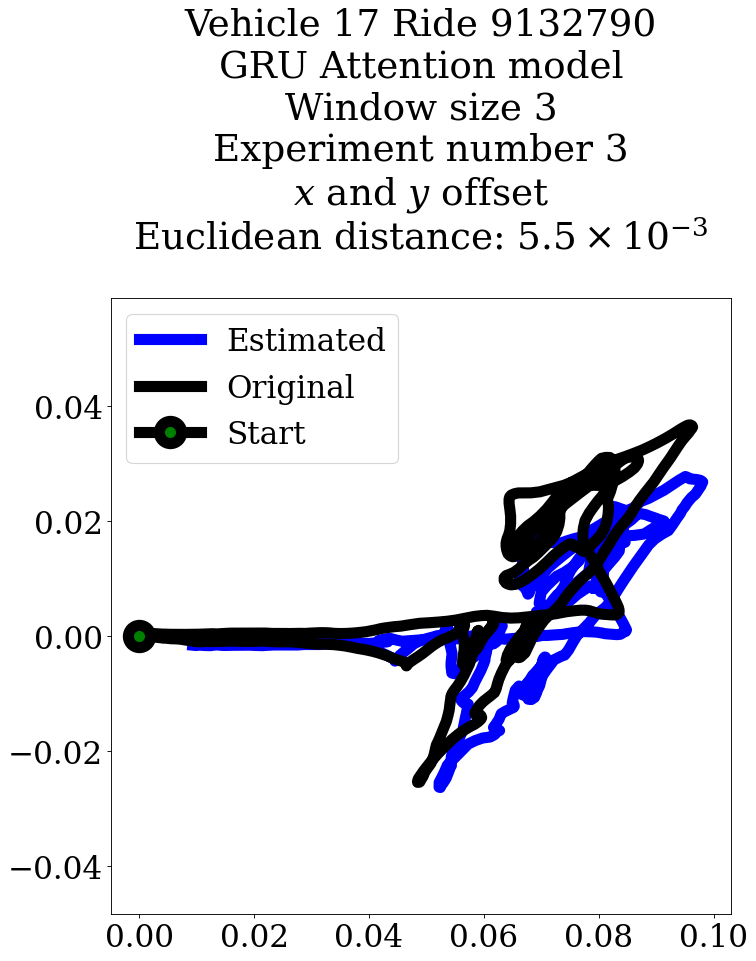 Vehicle 17 Ride 9132790
GRU Attention model
Window size 3
Experiment number 3
x and y offset
Euclidean distance: 5.5 × 10⁻³
Estimated
Original
Start
0.04
0.02
0.00
−0.02
−0.04
0.00 0.02 0.04 0.06 0.08 0.10